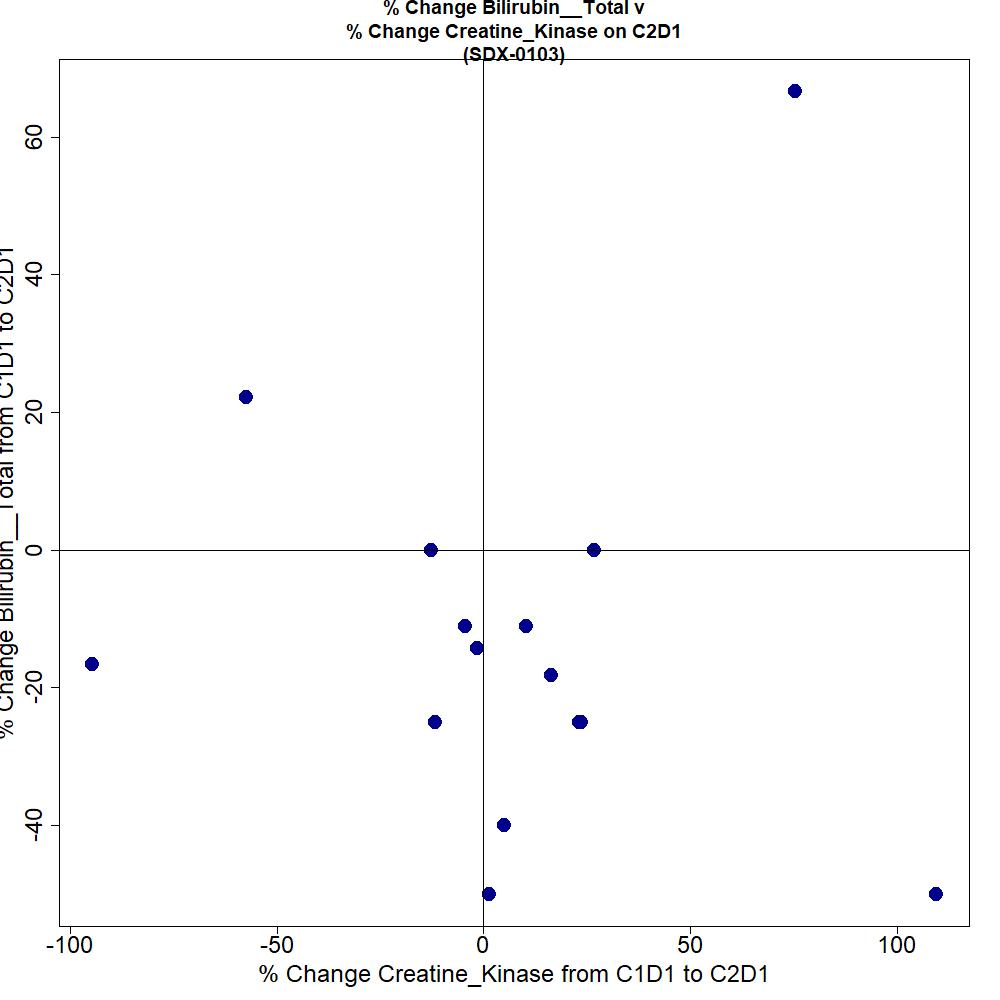 % Change Bilirubin__Total v
% Change Creatine_Kinase on C2D1
(SDX-0103)
% Change Bilirubin__Total from C1D1 to C2D1
60
40
20
0
-20
-40
-100
-50
0
50
100
% Change Creatine_Kinase from C1D1 to C2D1